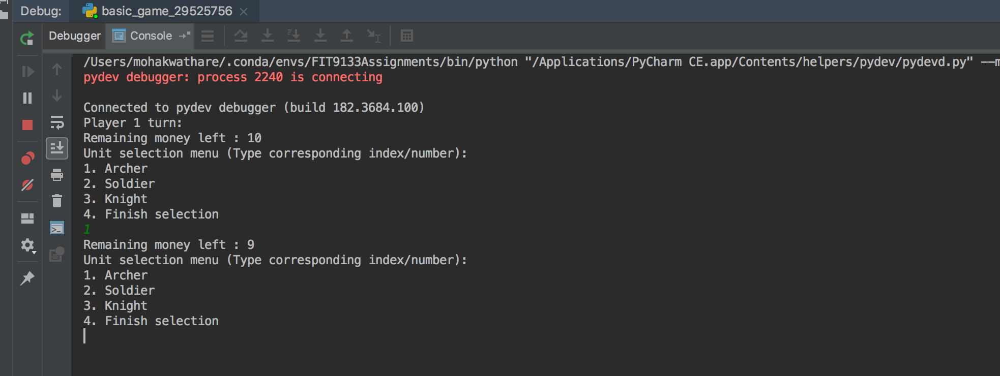 Debug: basic_game_29525756
Debugger Console
/Users/mohakwathare/.conda/envs/FIT9133Assignments/bin/python "/Applications/PyCharm CE.app/Contents/helpers/pydev/pydevd.py" --m
pydev debugger: process 2240 is connecting
Connected to pydev debugger (build 182.3684.100)
Player 1 turn:
Remaining money left : 10
Unit selection menu (Type corresponding index/number):
1. Archer
2. Soldier
3. Knight
4. Finish selection
1
Remaining money left : 9
Unit selection menu (Type corresponding index/number):
1. Archer
2. Soldier
3. Knight
4. Finish selection